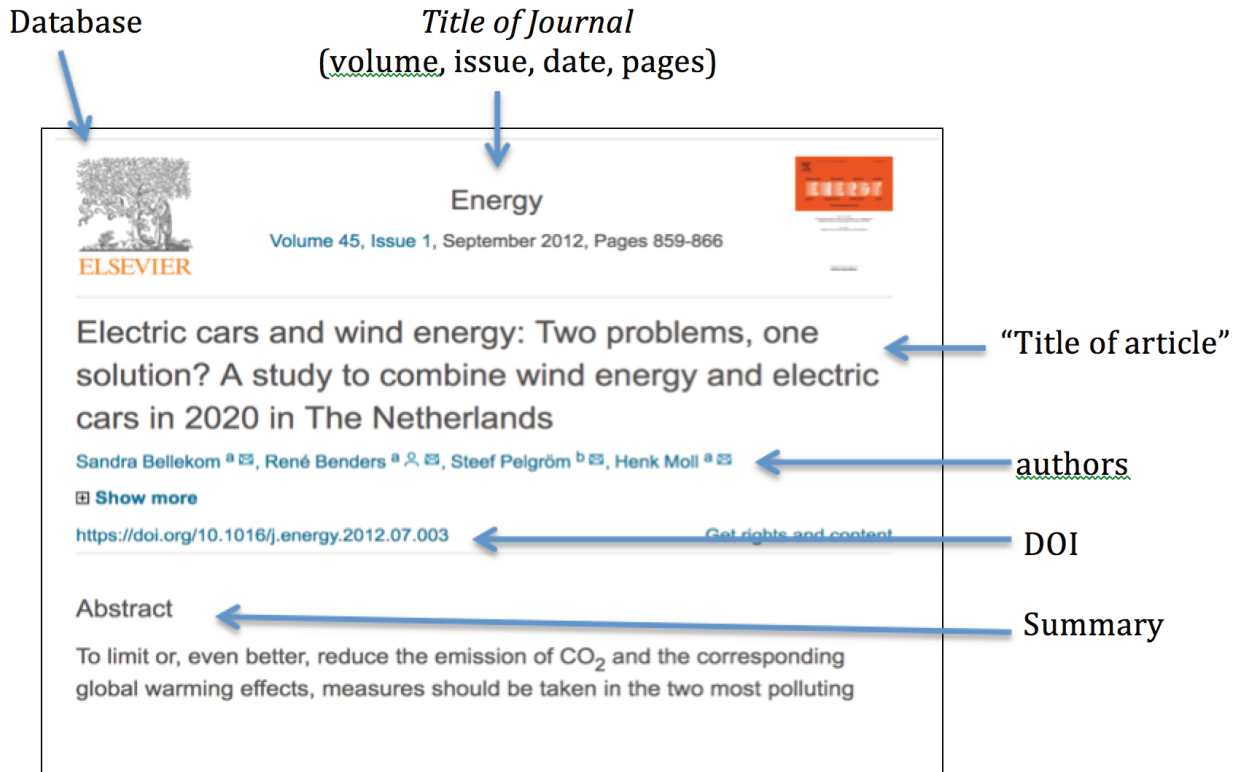 Database
Title of Journal
(volume, issue, date, pages)
ELSEVIER
Energy
Volume 45, Issue 1, September 2012, Pages 859-866
ENERGY
Electric cars and wind energy: Two problems, one
solution? A study to combine wind energy and electric
cars in 2020 in The Netherlands
“Title of article”
Sandra Bellekom a, René Benders a, Steef Pelgröm b, Henk Moll a
authors
Show more
https://doi.org/10.1016/j.energy.2012.07.003 Get rights and content
DOI
Abstract
Summary
To limit or, even better, reduce the emission of CO2 and the corresponding
global warming effects, measures should be taken in the two most polluting